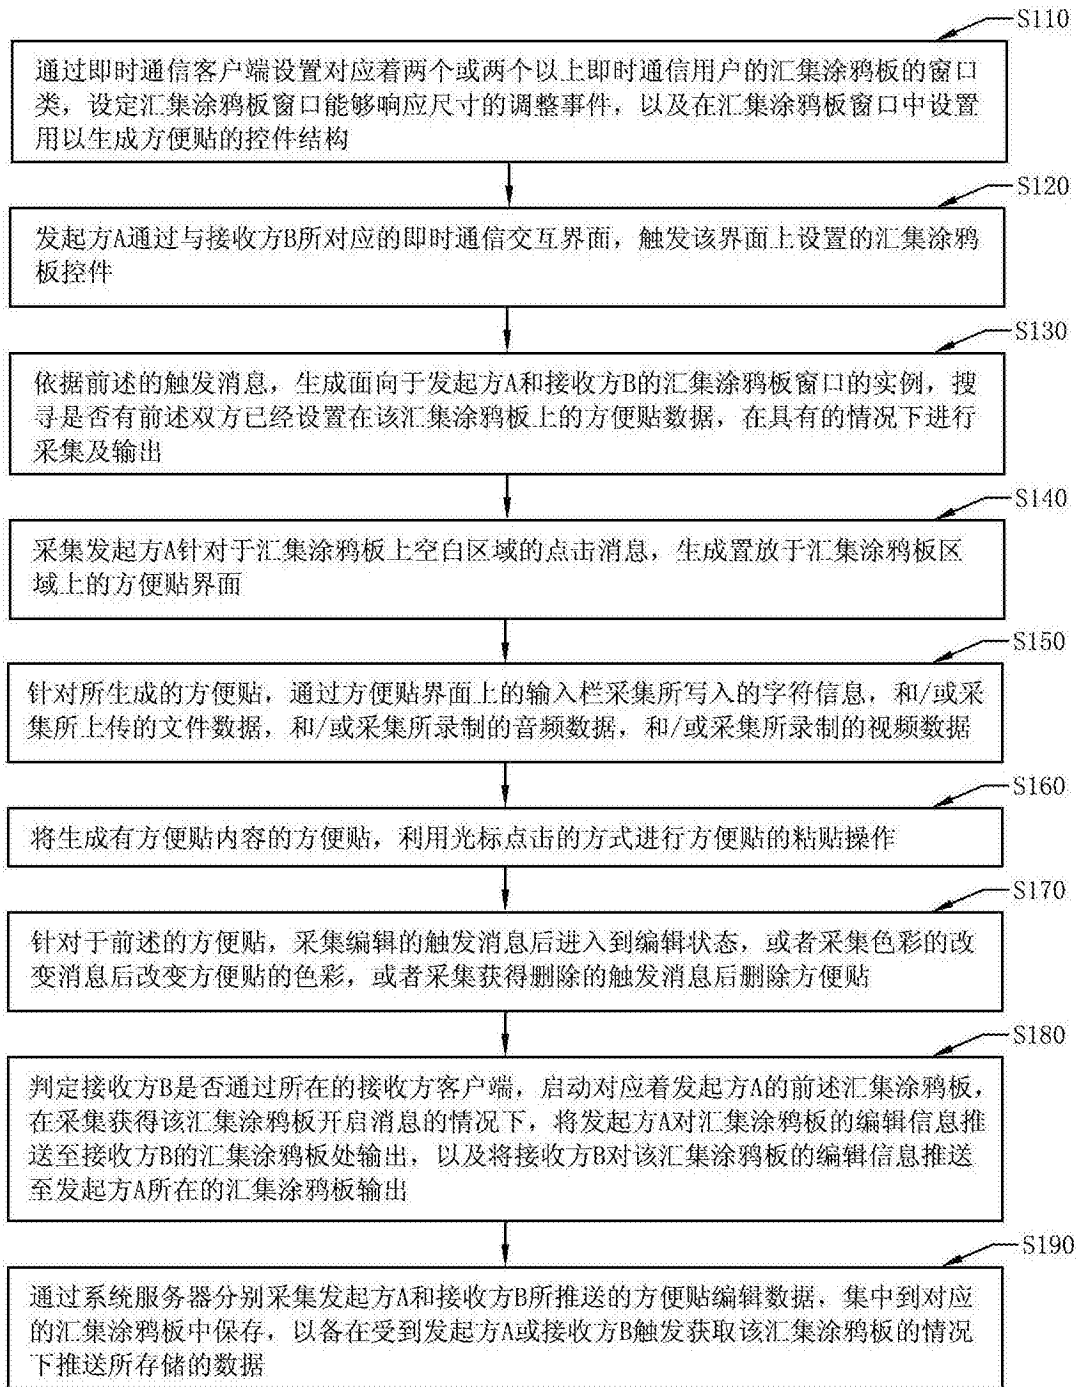 S110
通过即时通信客户端设置对应着两个或两个以上即时通信用户的汇集涂鸦板的窗口
类，设定汇集涂鸦板窗口能够响应尺寸的调整事件，以及在汇集涂鸦板窗口中设置
用以生成方便贴的控件结构
S120
发起方A通过与接收方B所对应的即时通信交互界面，触发该界面上设置的汇集涂鸦
板控件
S130
依据前述的触发消息，生成面向于发起方A和接收方B的汇集涂鸦板窗口的实例，搜
寻是否有前述双方已经设置在该汇集涂鸦板上的方便贴数据，在具有的情况下进行
采集及输出
S140
采集发起方A针对于汇集涂鸦板上空白区域的点击消息，生成置放于汇集涂鸦板区
域上的方便贴界面
S150
针对所生成的方便贴，通过方便贴界面上的输入栏采集所写入的字符信息，和/或采
集所上传的文件数据，和/或采集所录制的音频数据，和/或采集所录制的视频数据
S160
将生成有方便贴内容的方便贴，利用光标点击的方式进行方便贴的粘贴操作
S170
针对于前述的方便贴，采集编辑的触发消息后进入到编辑状态，或者采集色彩的改
变消息后改变方便贴的色彩，或者采集获得删除的触发消息后删除方便贴
S180
判定接收方B是否通过所在的接收方客户端，启动对应着发起方A的前述汇集涂鸦板，
在采集获得该汇集涂鸦板开启消息的情况下，将发起方A对汇集涂鸦板的编辑信息推
送至接收方B的汇集涂鸦板处输出，以及将接收方B对该汇集涂鸦板的编辑信息推送
至发起方A所在的汇集涂鸦板输出
S190
通过系统服务器分别采集发起方A和接收方B所推送的方便贴编辑数据，集中到对应
的汇集涂鸦板中保存，以备在受到发起方A或接收方B触发获取该汇集涂鸦板的情况
下推送所存储的数据